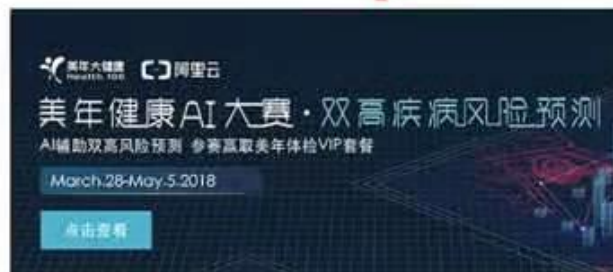 美年大健康 Health 100 阿里云
美年健康AI大赛·双高疾病风险预测
AI辅助双高风险预测 参赛赢取美年体检VIP套餐
March.28-May.5.2018
点击查看